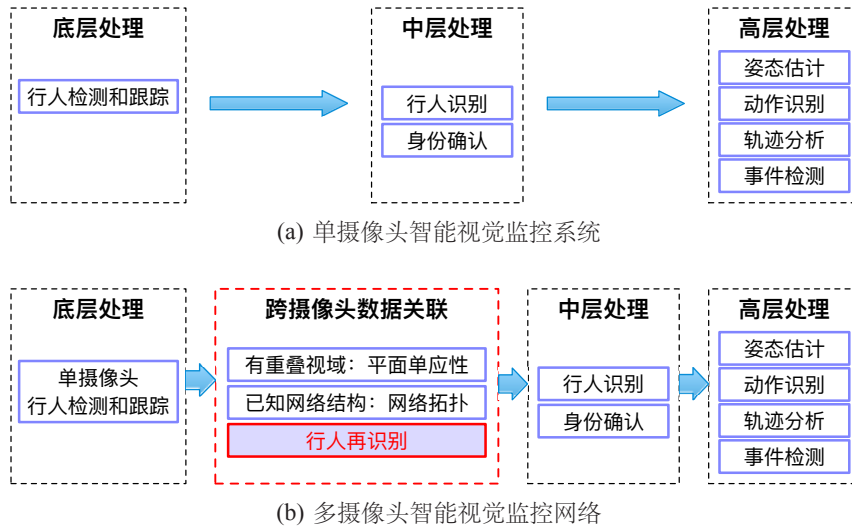 底层处理
行人检测和跟踪
中层处理
行人识别
身份确认
高层处理
姿态估计
动作识别
轨迹分析
事件检测
(a) 单摄像头智能视觉监控系统
底层处理
单摄像头
行人检测和跟踪
跨摄像头数据关联
有重叠视域：平面单应性
已知网络结构：网络拓扑
行人再识别
中层处理
行人识别
身份确认
高层处理
姿态估计
动作识别
轨迹分析
事件检测
(b) 多摄像头智能视觉监控网络